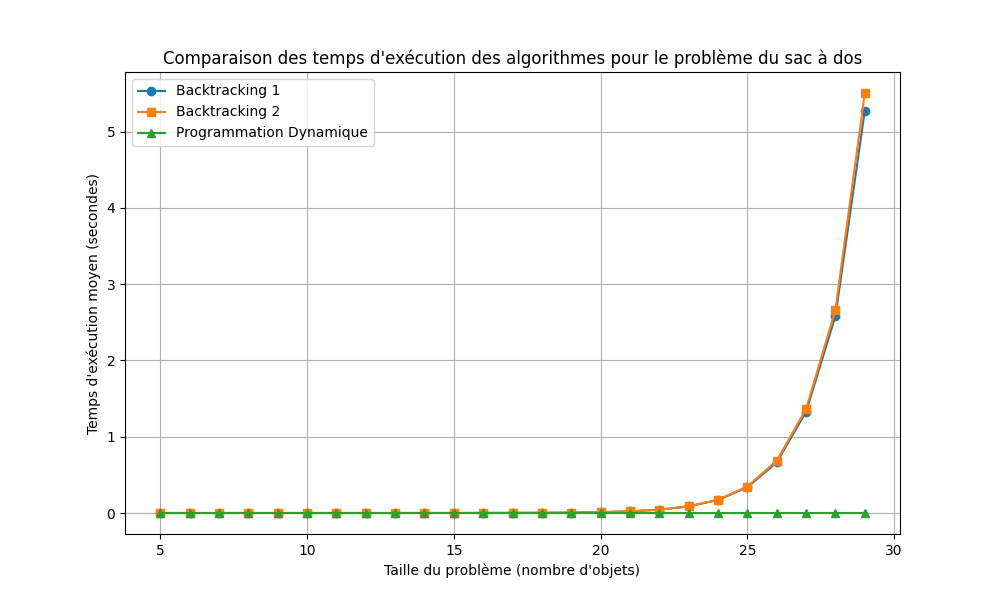 Comparaison des temps d'exécution des algorithmes pour le problème du sac à dos
Backtracking 1
Backtracking 2
Programmation Dynamique
Temps d'exécution moyen (secondes)
5
4
3
2
1
0
5 10 15 20 25 30
Taille du problème (nombre d'objets)